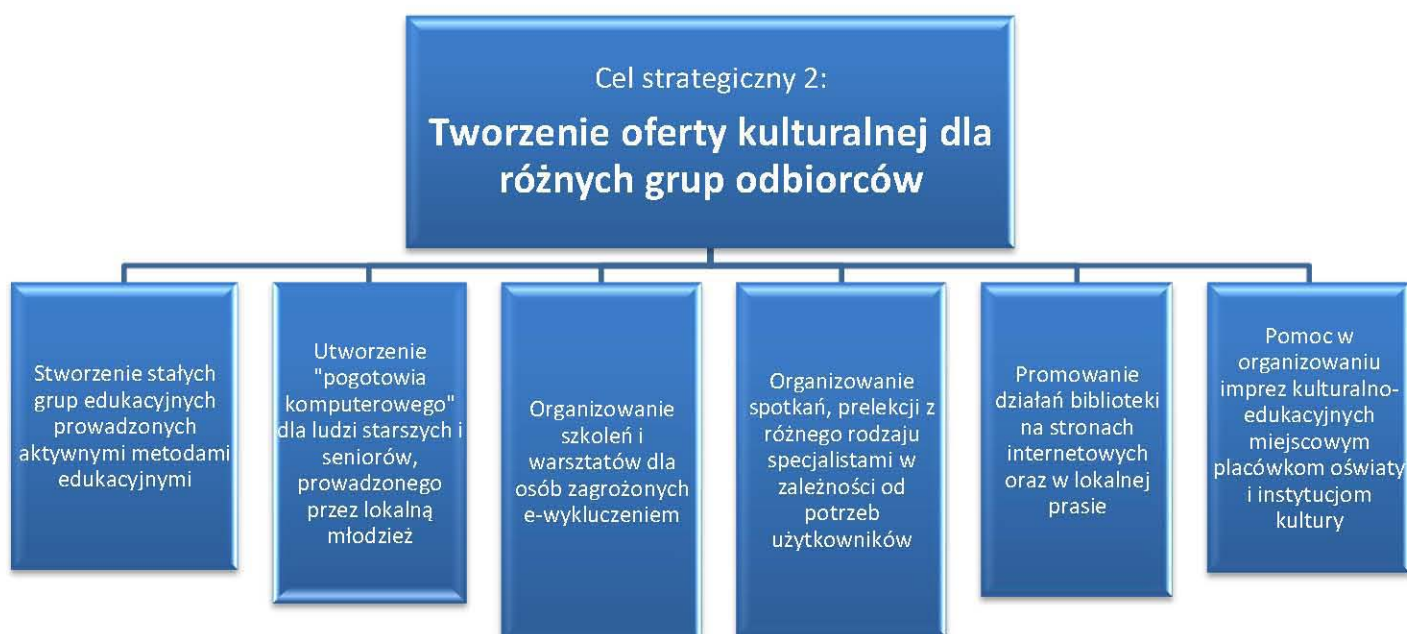 Cel strategiczny 2:
Tworzenie oferty kulturalnej dla
różnych grup odbiorców
Stworzenie stałych
grup edukacyjnych
prowadzonych
aktywnymi metodami
edukacyjnymi
Utworzenie
"pogotowia
komputerowego"
dla ludzi starszych i
seniorów,
prowadzonego
przez lokalną
młodzież
Organizowanie
szkoleń i
warsztatów dla
osób zagrożonych
e-wykluczeniem
Organizowanie
spotkań, prelekcji z
różnego rodzaju
specjalistami w
zależności od
potrzeb
użytkowników
Promowanie
działań biblioteki
na stronach
internetowych
oraz w lokalnej
prasie
Pomoc w
organizowaniu
imprez kulturalno-
edukacyjnych
miejscowym
placówkom oświaty
i instytucjom
kultury